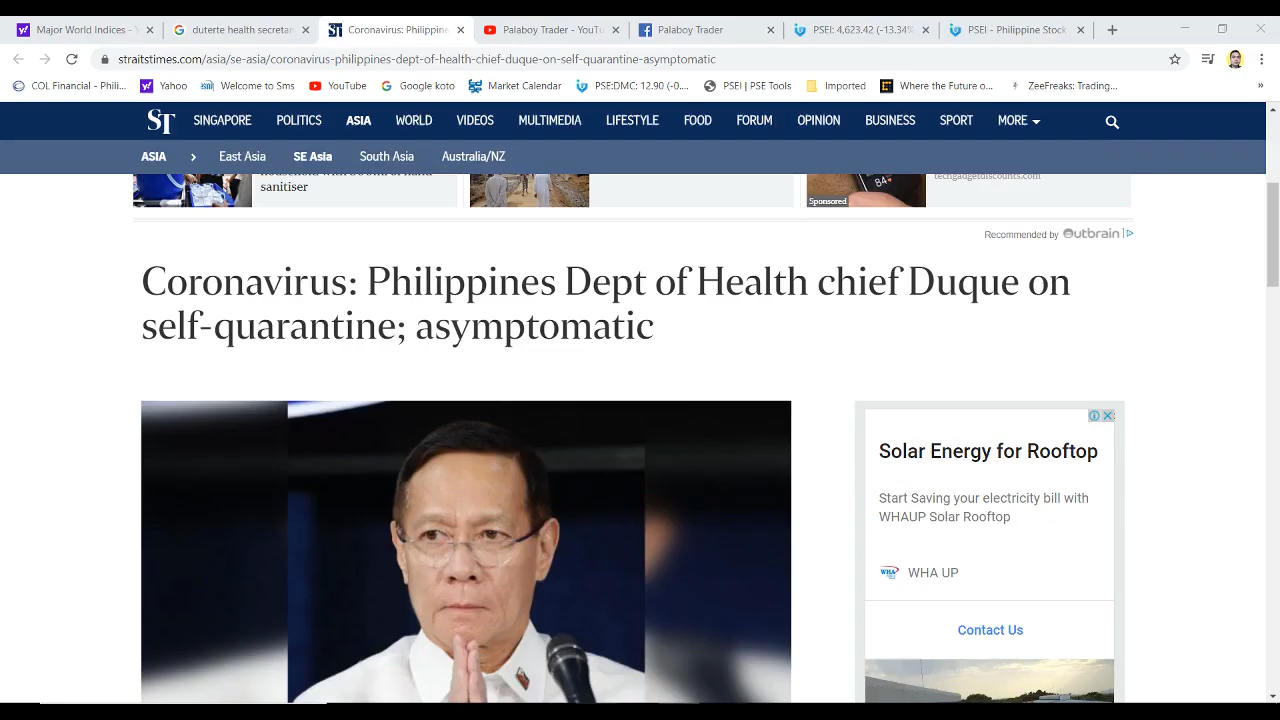 Major World Indices - Y
duterte health secretar
Coronavirus: Philippine
Palaboy Trader - YouTu
Palaboy Trader
PSEI: 4,623.42 (-13.34%
PSEi - Philippine Stock
straitstimes.com/asia/se-asia/coronavirus-philippines-dept-of-health-chief-duque-on-self-quarantine-asymptomatic
COL Financial - Phili...
Yahoo
Welcome to Sms
YouTube
Google
Market Calendar
PSE:DMC: 12.90 (-0....
PSEI | PSE Tools
Imported
Where the Future o...
ZeeFreaks: Trading...
ST SINGAPORE POLITICS ASIA WORLD VIDEOS MULTIMEDIA LIFESTYLE FOOD FORUM OPINION BUSINESS SPORT MORE
ASIA East Asia SE Asia South Asia Australia/NZ
sanitiser
84
techgadgetdiscounts.com
Sponsored
Recommended by Outbrain
Coronavirus: Philippines Dept of Health chief Duque on
self-quarantine; asymptomatic
Solar Energy for Rooftop
Start Saving your electricity bill with
WHAUP Solar Rooftop
WHA UP
Contact Us